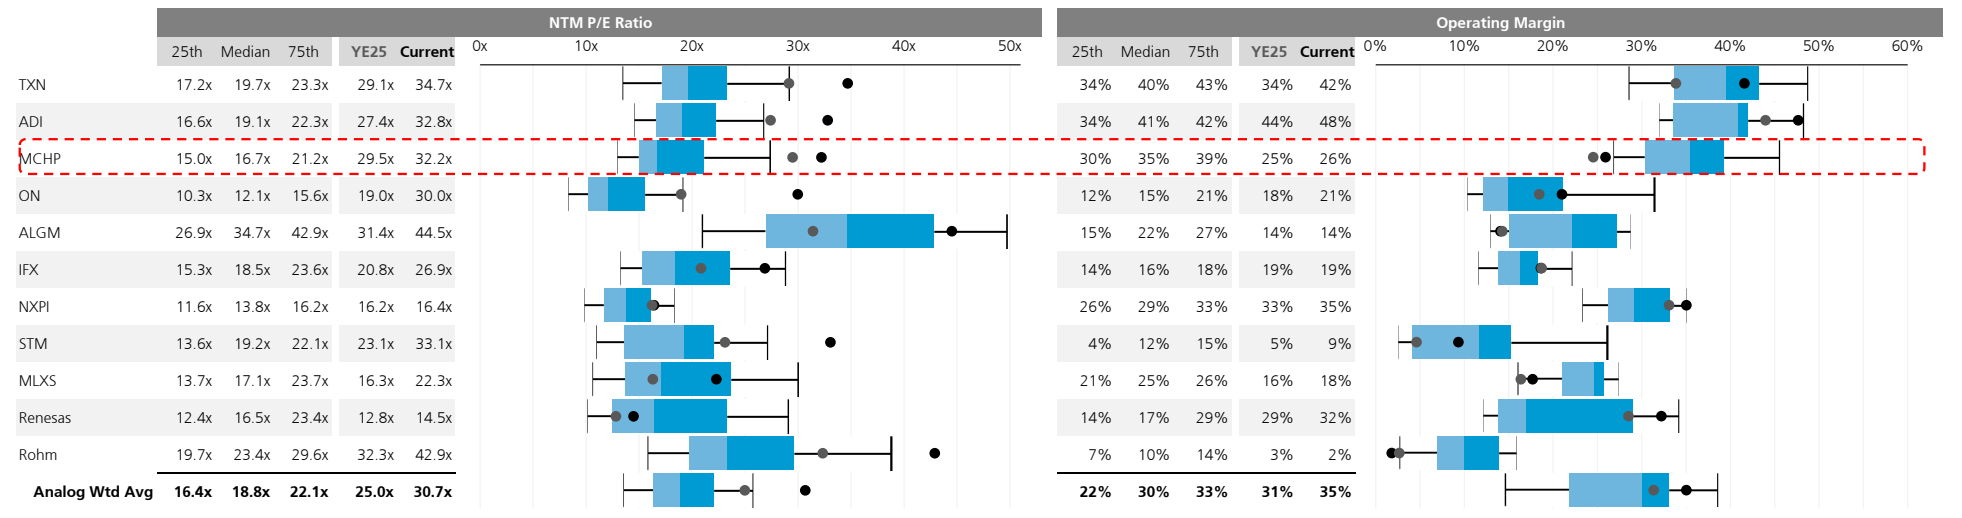 NTM P/E Ratio Operating Margin
25th Median 75th YE25 Current 0x 10x 20x 30x 40x 50x 25th Median 75th YE25 Current 0% 10% 20% 30% 40% 50% 60%
TXN 17.2x 19.7x 23.3x 29.1x 34.7x 34% 40% 43% 34% 42%
ADI 16.6x 19.1x 22.3x 27.4x 32.8x 34% 41% 42% 44% 48%
MCHP 15.0x 16.7x 21.2x 29.5x 32.2x 30% 35% 39% 25% 26%
ON 10.3x 12.1x 15.6x 19.0x 30.0x 12% 15% 21% 18% 21%
ALGM 26.9x 34.7x 42.9x 31.4x 44.5x 15% 22% 27% 14% 14%
IFX 15.3x 18.5x 23.6x 20.8x 26.9x 14% 16% 18% 19% 19%
NXPI 11.6x 13.8x 16.2x 16.2x 16.4x 26% 29% 33% 33% 35%
STM 13.6x 19.2x 22.1x 23.1x 33.1x 4% 12% 15% 5% 9%
MLXS 13.7x 17.1x 23.7x 16.3x 22.3x 21% 25% 26% 16% 18%
Renesas 12.4x 16.5x 23.4x 12.8x 14.5x 14% 17% 29% 29% 32%
Rohm 19.7x 23.4x 29.6x 32.3x 42.9x 7% 10% 14% 3% 2%
Analog Wtd Avg 16.4x 18.8x 22.1x 25.0x 30.7x 22% 30% 33% 31% 35%